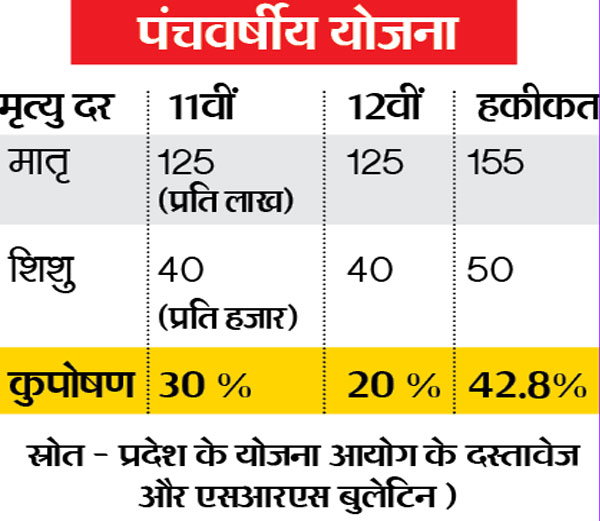 पंचवर्षीय योजना
मृत्यु दर 11वीं 12वीं हकीकत
मातृ 125 125 155
(प्रति लाख)
शिशु 40 40 50
(प्रति हजार)
कुपोषण 30 % 20 % 42.8%
स्रोत - प्रदेश के योजना आयोग के दस्तावेज
और एसआरएस बुलेटिन )